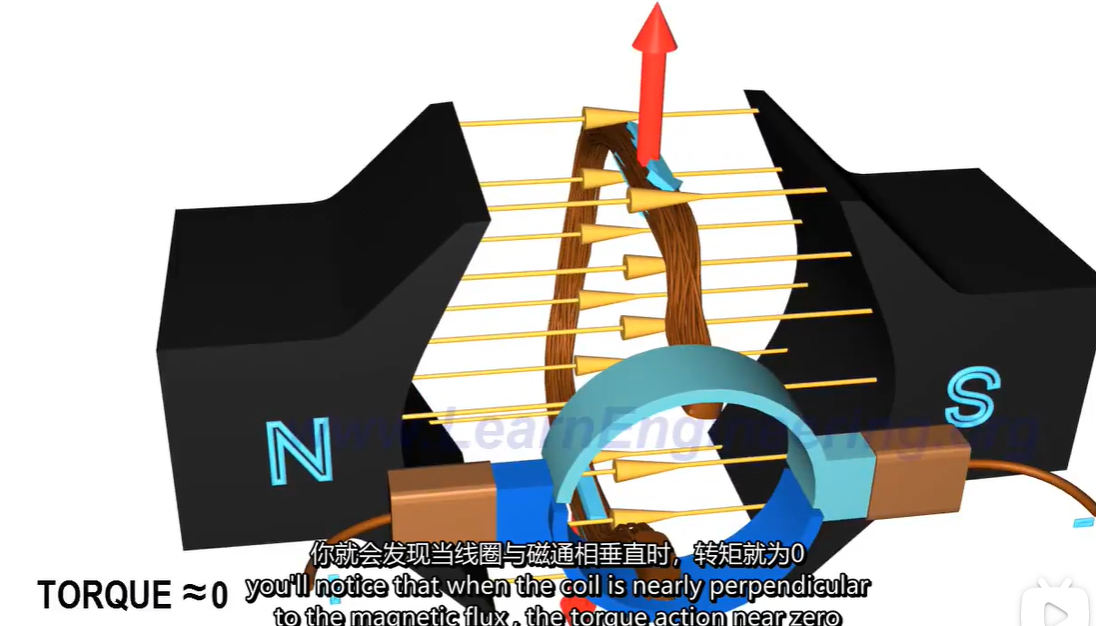 N
S
www.LearnEngineering.org
你就会发现当线圈与磁通相垂直时，转矩就为0
TORQUE ≈ 0
you'll notice that when the coil is nearly perpendicular
to the magnetic flux , the torque action near zero